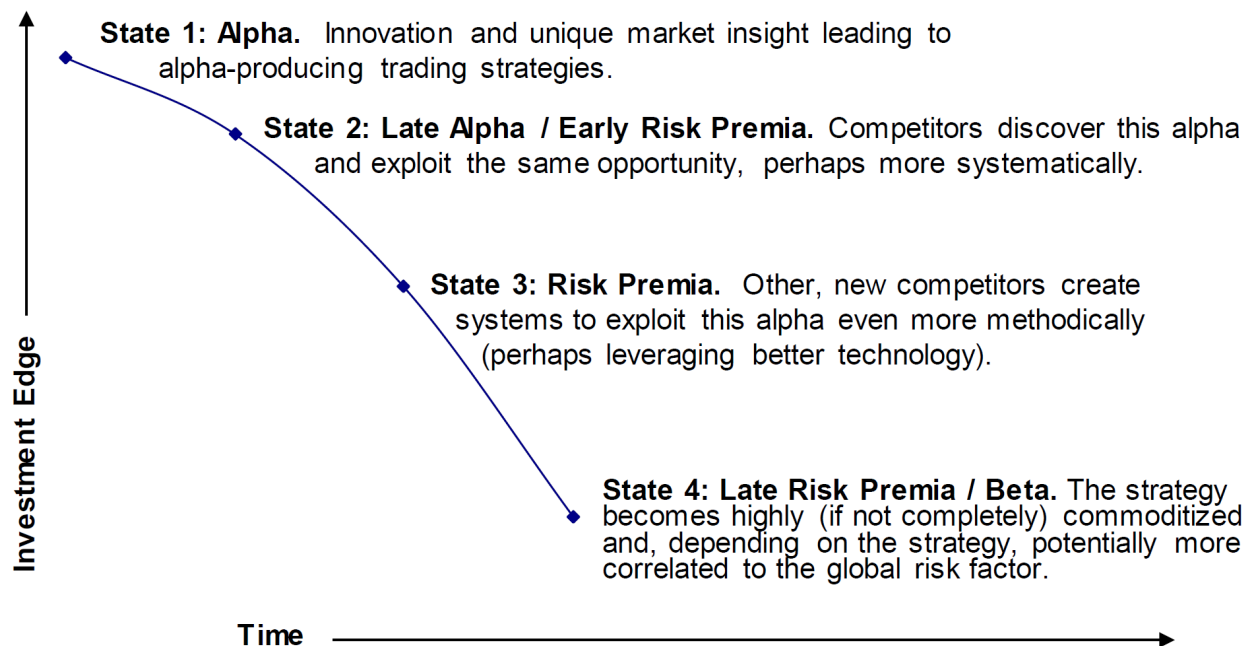 State 1: Alpha. Innovation and unique market insight leading to
alpha-producing trading strategies.
State 2: Late Alpha / Early Risk Premia. Competitors discover this alpha
and exploit the same opportunity, perhaps more systematically.
State 3: Risk Premia. Other, new competitors create
systems to exploit this alpha even more methodically
(perhaps leveraging better technology).
State 4: Late Risk Premia / Beta. The strategy
becomes highly (if not completely) commoditized
and, depending on the strategy, potentially more
correlated to the global risk factor.
Investment Edge
Time